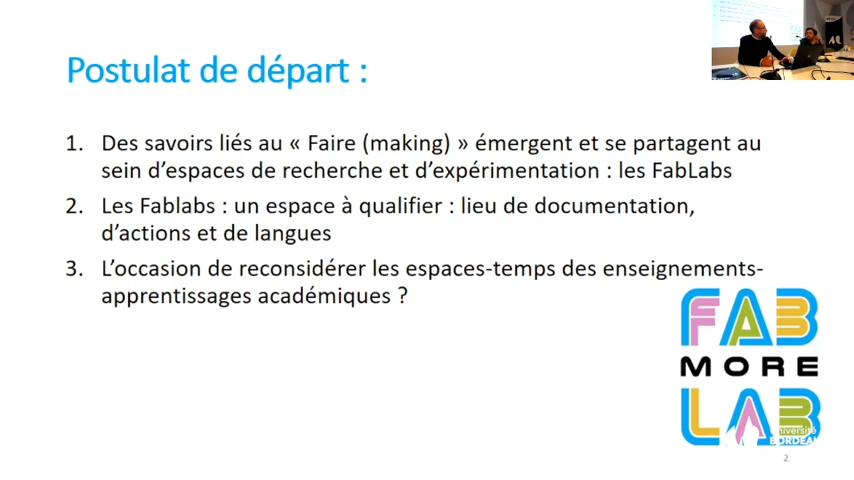 Postulat de départ :
1. Des savoirs liés au « Faire (making) » émergent et se partagent au
sein d’espaces de recherche et d’expérimentation : les FabLabs
2. Les Fablabs : un espace à qualifier : lieu de documentation,
d’actions et de langues
3. L’occasion de reconsidérer les espaces-temps des enseignements-
apprentissages académiques ?
FAB
MORE
LAB
2